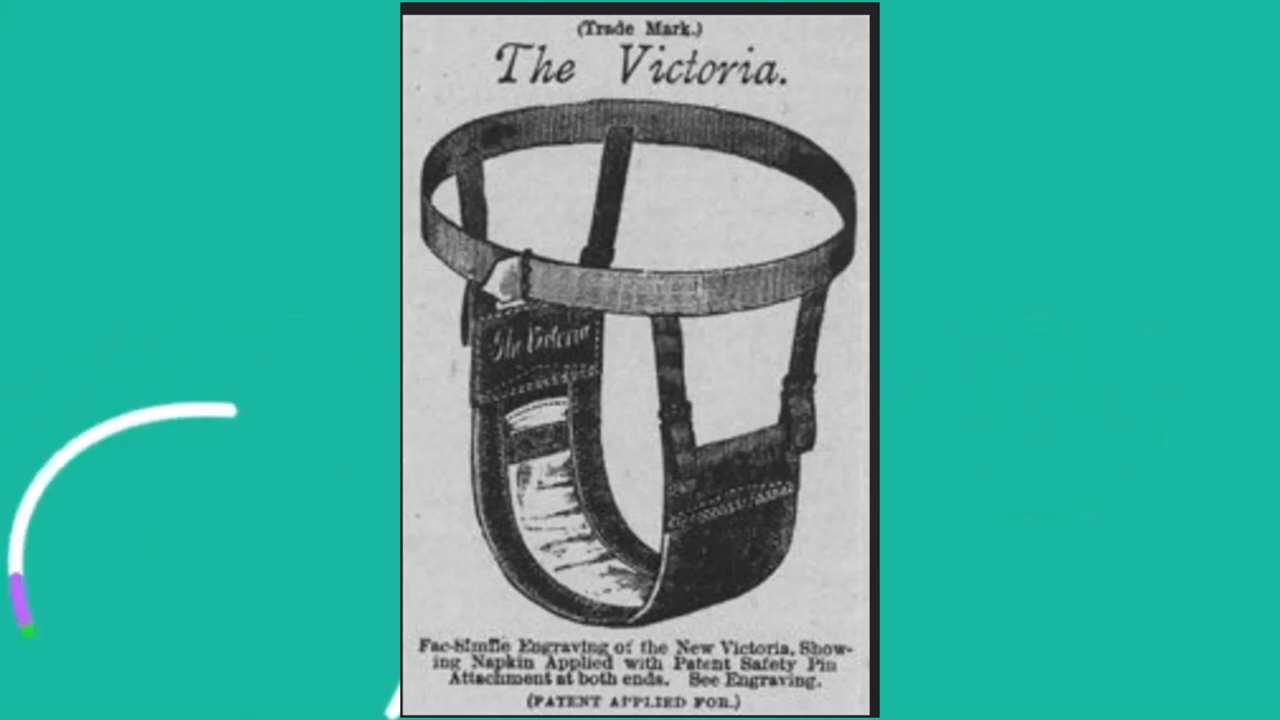 (Trade Mark.)
The Victoria.
The Victoria
Fac-Simile Engraving of the New Victoria, Show-
ing Napkin Applied with Patent Safety Pin
Attachment at both ends. See Engraving.
(PATENT APPLIED FOR.)